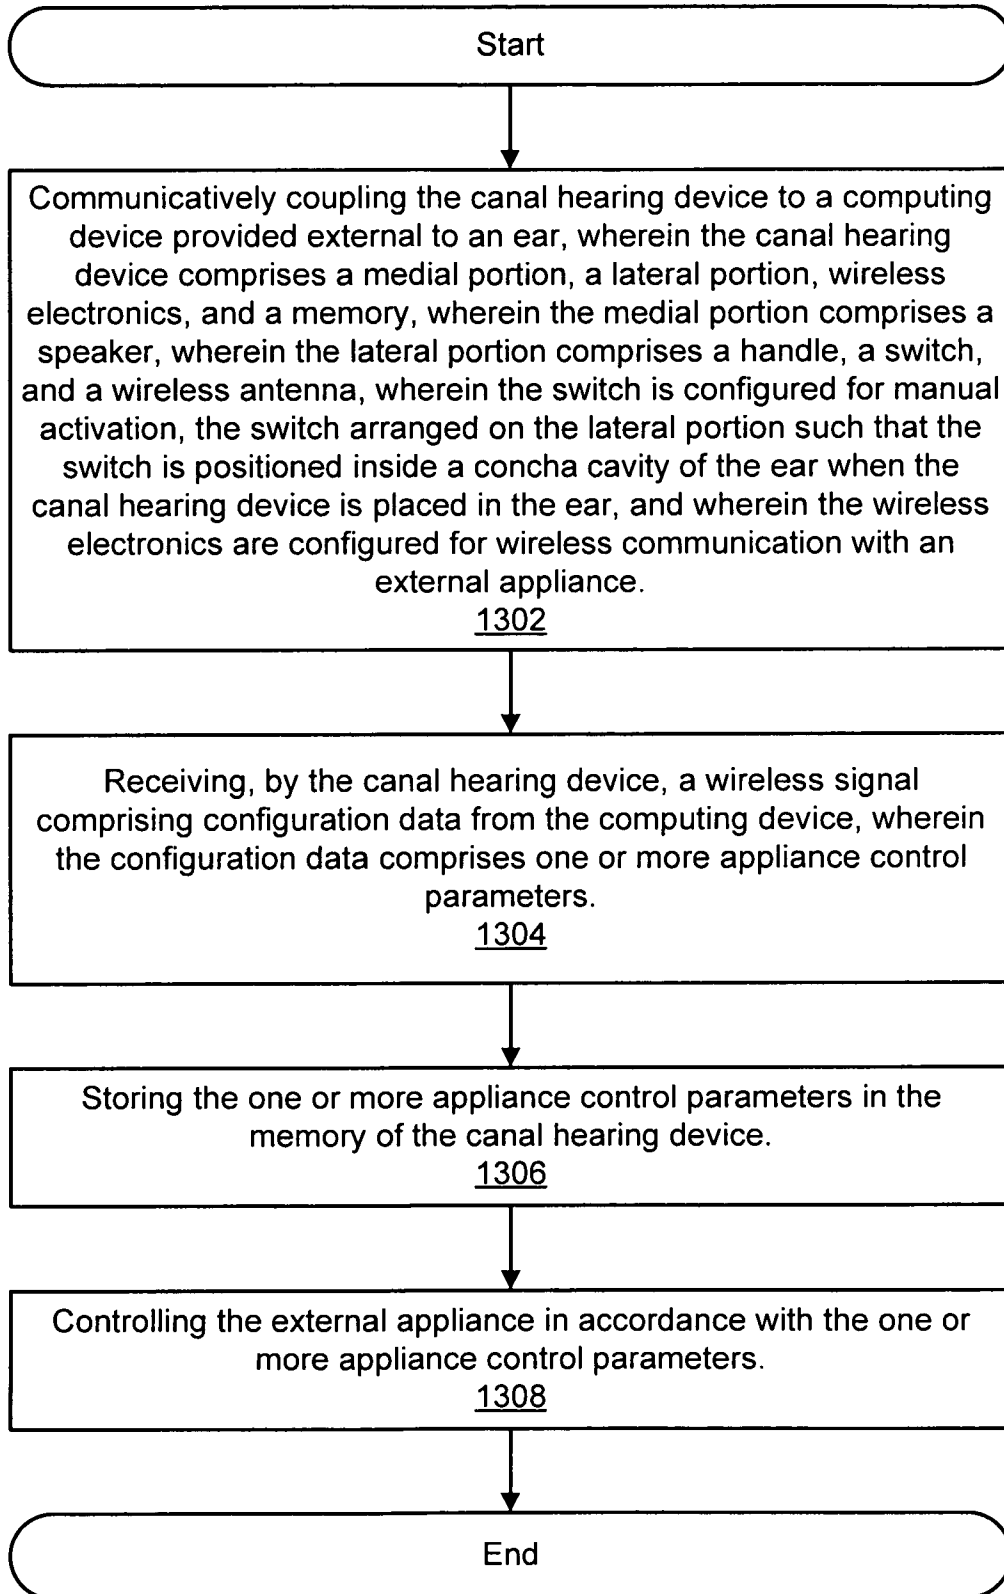 Start
Communicatively coupling the canal hearing device to a computing
device provided external to an ear, wherein the canal hearing
device comprises a medial portion, a lateral portion, wireless
electronics, and a memory, wherein the medial portion comprises a
speaker, wherein the lateral portion comprises a handle, a switch,
and a wireless antenna, wherein the switch is configured for manual
activation, the switch arranged on the lateral portion such that the
switch is positioned inside a concha cavity of the ear when the
canal hearing device is placed in the ear, and wherein the wireless
electronics are configured for wireless communication with an
external appliance.
1302
Receiving, by the canal hearing device, a wireless signal
comprising configuration data from the computing device, wherein
the configuration data comprises one or more appliance control
parameters.
1304
Storing the one or more appliance control parameters in the
memory of the canal hearing device.
1306
Controlling the external appliance in accordance with the one or
more appliance control parameters.
1308
End